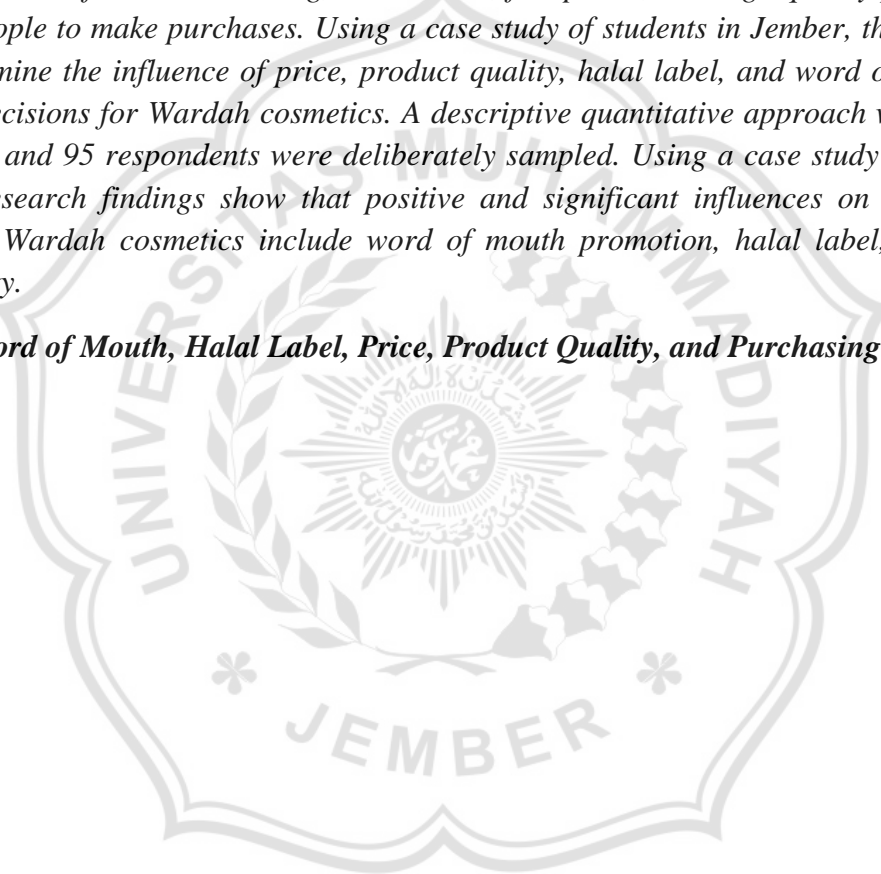 ople to make purchases. Using a case study of students in Jember, th
mine the influence of price, product quality, halal label, and word o
ecisions for Wardah cosmetics. A descriptive quantitative approach
and 95 respondents were deliberately sampled. Using a case study
search findings show that positive and significant influences on
Wardah cosmetics include word of mouth promotion, halal label,
y.
ord of Mouth, Halal Label, Price, Product Quality, and Purchasing
UNIVERSITAS MUHAMMADIYAH
JEMBER